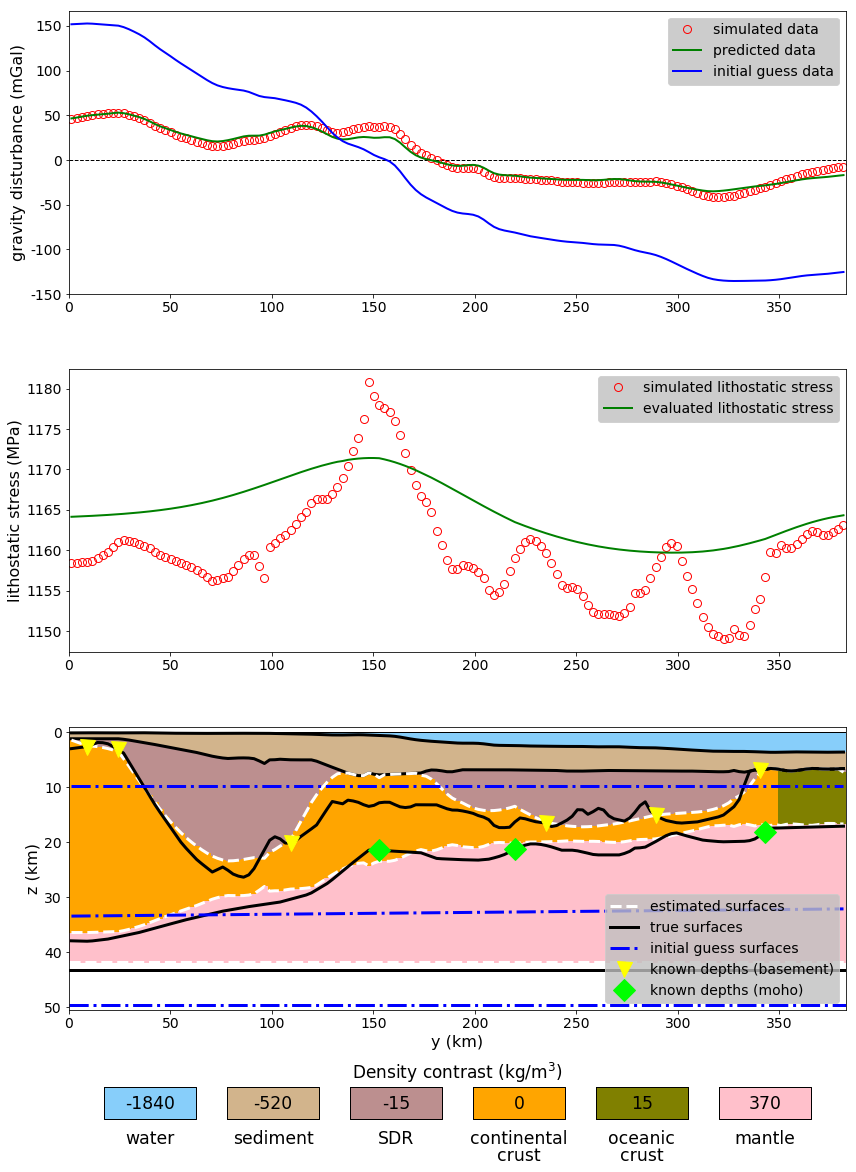 150
100
50
0
-50
-100
-150
gravity disturbance (mGal)
simulated data
predicted data
initial guess data
0 50 100 150 200 250 300 350
1180
1175
1170
1165
1160
1155
1150
lithostatic stress (MPa)
simulated lithostatic stress
evaluated lithostatic stress
0 50 100 150 200 250 300 350
0
10
20
30
40
50
z (km)
estimated surfaces
true surfaces
initial guess surfaces
known depths (basement)
known depths (moho)
0 50 100 150 200 250 300 350
y (km)
Density contrast (kg/m³)
-1840 -520 -15 0 15 370
water sediment SDR continental oceanic mantle
crust crust